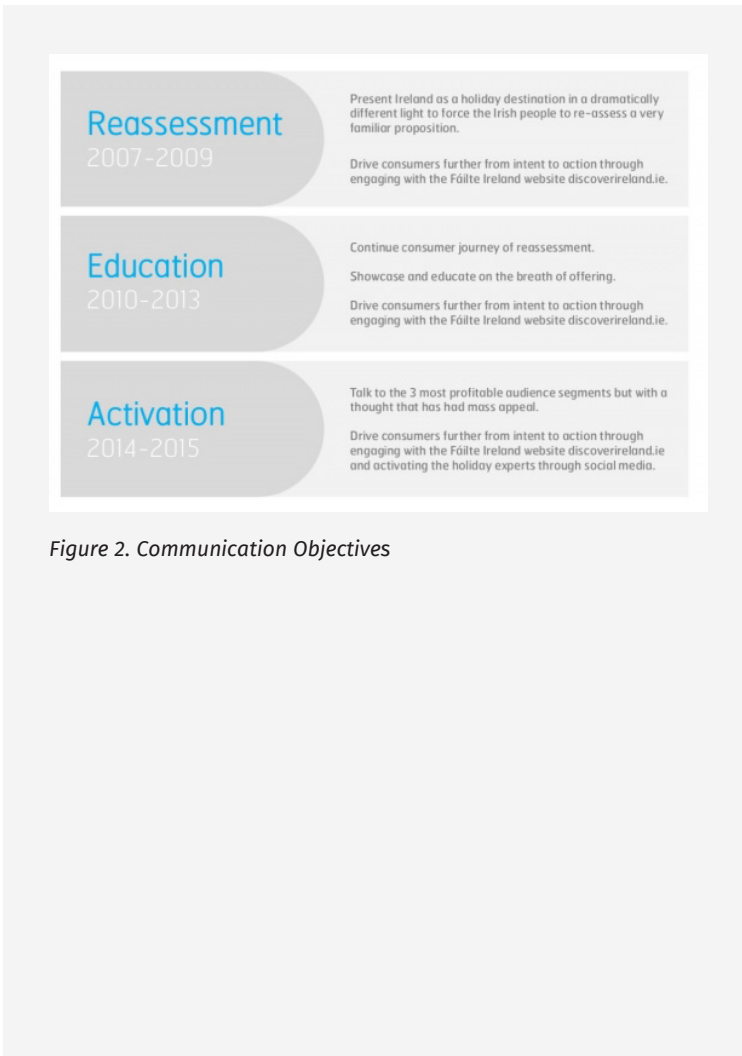 Reassessment
2007-2009
Present Ireland as a holiday destination in a dramatically
different light to force the Irish people to re-assess a very
familiar proposition.
Drive consumers further from intent to action through
engaging with the Fáilte Ireland website discoverireland.ie.
Education
2010-2013
Continue consumer journey of reassessment.
Showcase and educate on the breath of offering.
Drive consumers further from intent to action through
engaging with the Fáilte Ireland website discoverireland.ie.
Activation
2014-2015
Talk to the 3 most profitable audience segments but with a
thought that has had mass appeal.
Drive consumers further from intent to action through
engaging with the Fáilte Ireland website discoverireland.ie
and activating the holiday experts through social media.
Figure 2. Communication Objectives